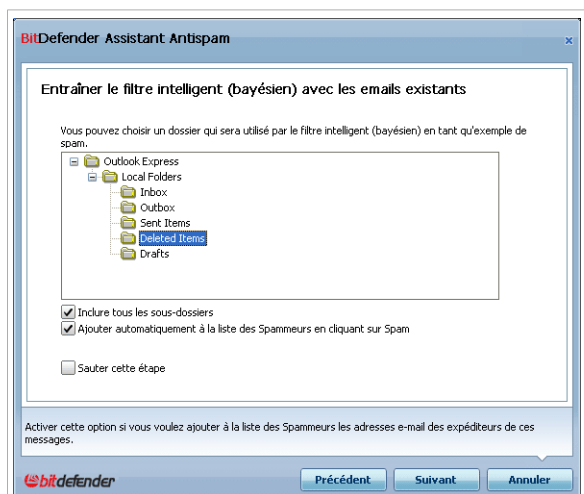 BitDefender Assistant Antispam
Entraîner le filtre intelligent (bayésien) avec les emails existants
Vous pouvez choisir un dossier qui sera utilisé par le filtre intelligent (bayésien) en tant qu'exemple de
spam.
Outlook Express
Local Folders
Inbox
Outbox
Sent Items
Deleted Items
Drafts
Inclure tous les sous-dossiers
Ajouter automatiquement à la liste des Spammeurs en cliquant sur Spam
Sauter cette étape
Activer cette option si vous voulez ajouter à la liste des Spammeurs les adresses e-mail des expéditeurs de ces
messages.
bitdefender
Précédent Suivant Annuler